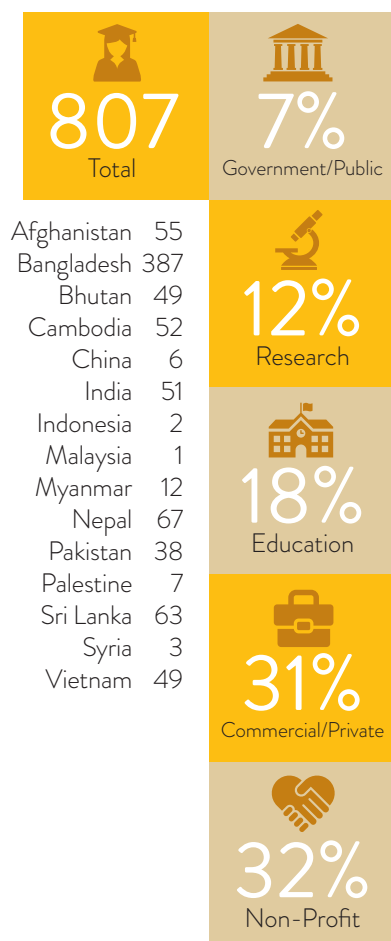 807
Total
7%
Government/Public
Afghanistan 55
Bangladesh 387
Bhutan 49
Cambodia 52
China 6
India 51
Indonesia 2
Malaysia 1
Myanmar 12
Nepal 67
Pakistan 38
Palestine 7
Sri Lanka 63
Syria 3
Vietnam 49
12%
Research
18%
Education
31%
Commercial/Private
32%
Non-Profit